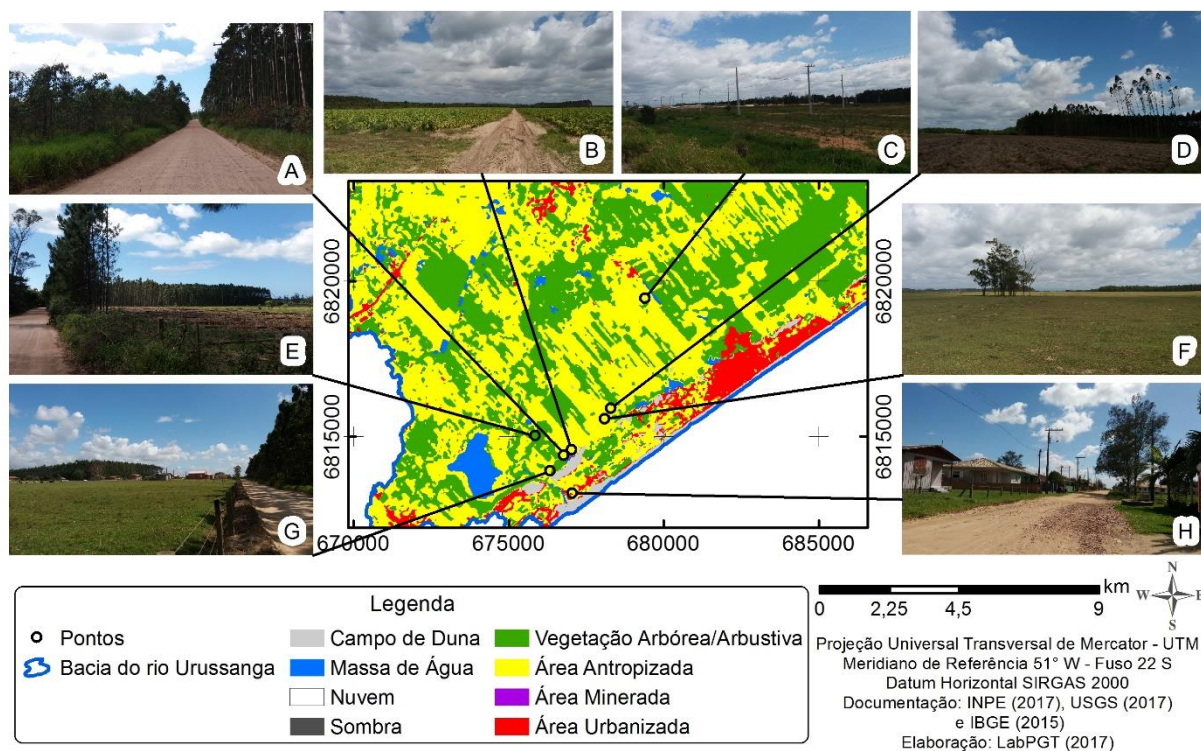 A
B
C
D
E
F
G
H
6820000
6815000
6820000
6815000
670000
675000
680000
685000
Legenda
Pontos
Bacia do rio Urussanga
Campo de Duna
Massa de Água
Nuvem
Sombra
Vegetação Arbórea/Arbustiva
Área Antropizada
Área Minerada
Área Urbanizada
km
0 2,25 4,5 9
N
W E
S
Projeção Universal Transversal de Mercator - UTM
Meridiano de Referência 51° W - Fuso 22 S
Datum Horizontal SIRGAS 2000
Documentação: INPE (2017), USGS (2017)
e IBGE (2015)
Elaboração: LabPGT (2017)